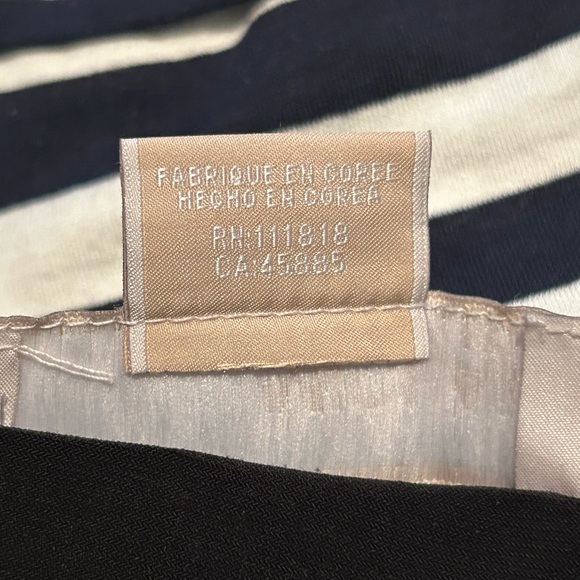 FABRIQUE EN COREE
HECHO EN COREA
RN:111818
CA:45885